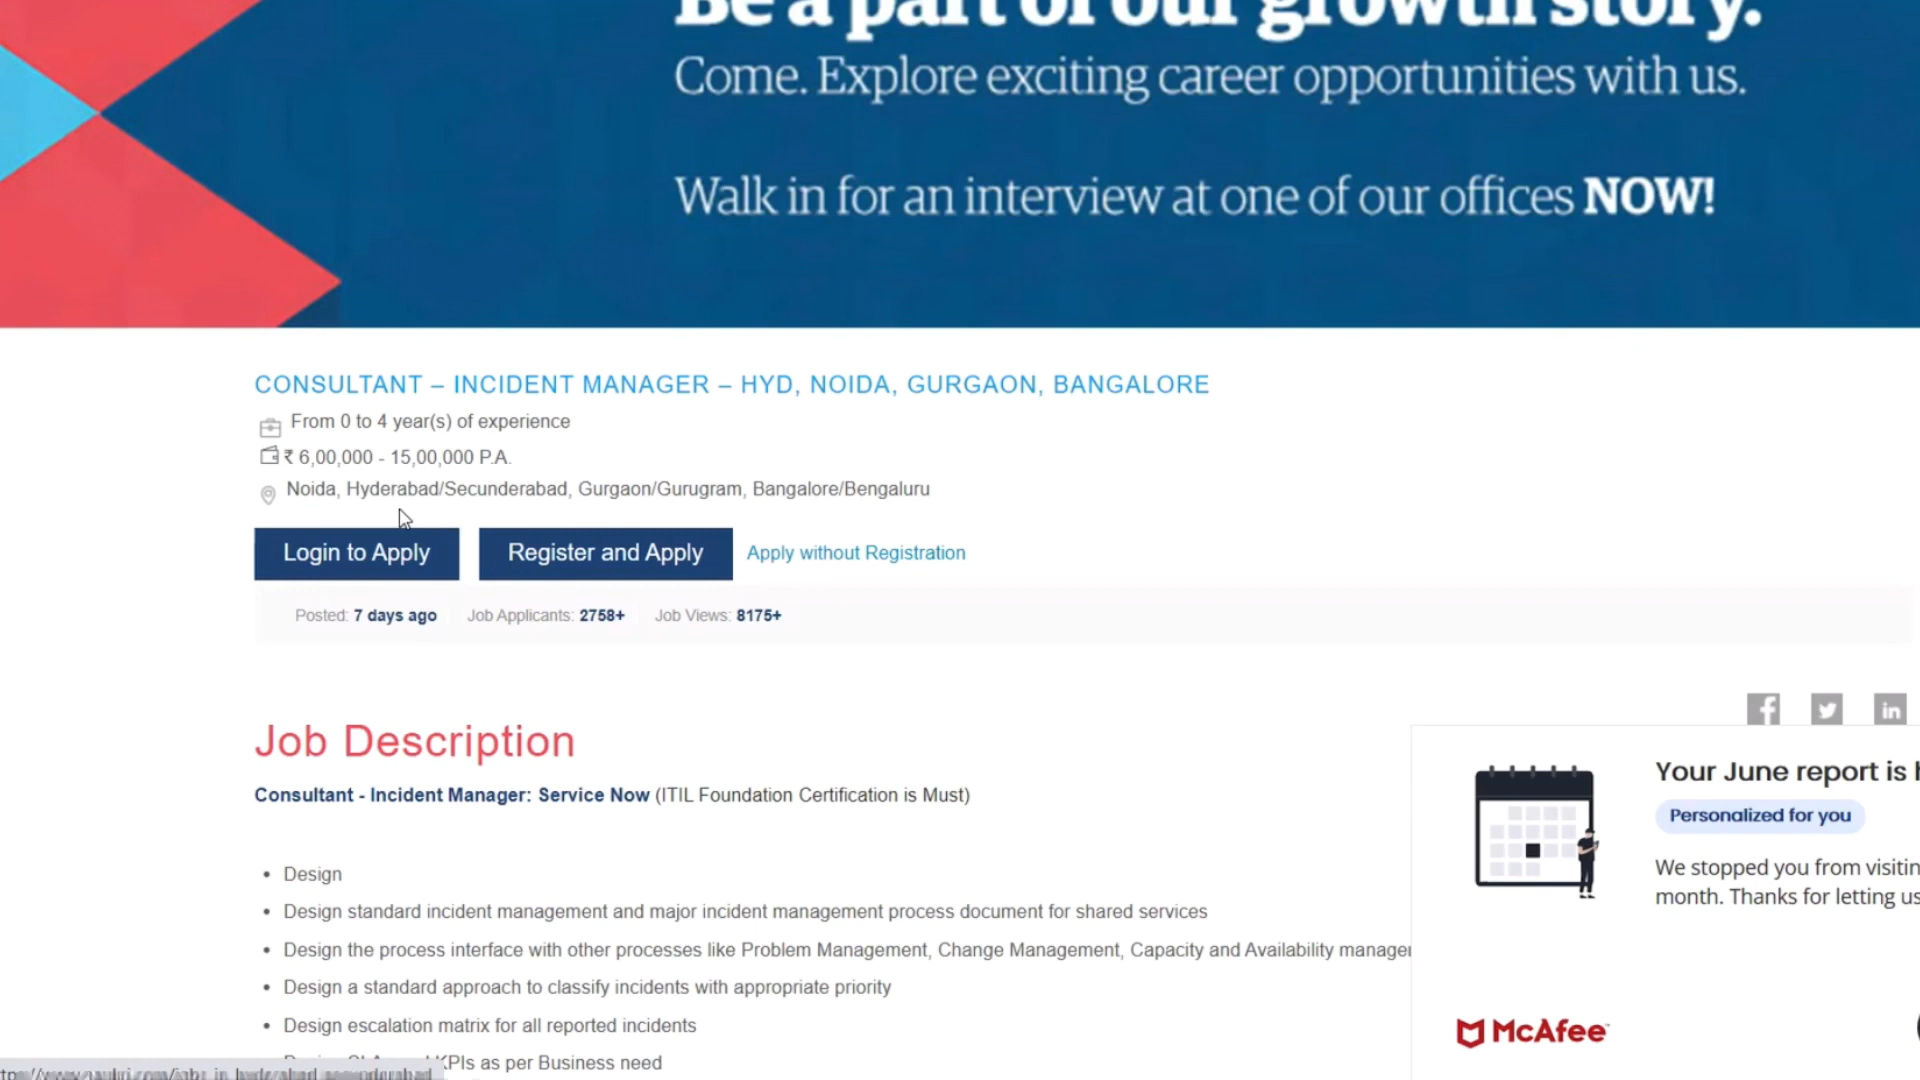 Be a part of our growth story.
Come. Explore exciting career opportunities with us.
Walk in for an interview at one of our offices NOW!
CONSULTANT – INCIDENT MANAGER – HYD, NOIDA, GURGAON, BANGALORE
From 0 to 4 year(s) of experience
₹ 6,00,000 - 15,00,000 P.A.
Noida, Hyderabad/Secunderabad, Gurgaon/Gurugram, Bangalore/Bengaluru
Login to Apply Register and Apply Apply without Registration
Posted: 7 days ago Job Applicants: 2758+ Job Views: 8175+
Job Description
Consultant - Incident Manager: Service Now (ITIL Foundation Certification is Must)
• Design
• Design standard incident management and major incident management process document for shared services
• Design the process interface with other processes like Problem Management, Change Management, Capacity and Availability manager
• Design a standard approach to classify incidents with appropriate priority
• Design escalation matrix for all reported incidents
KPIs as per Business need
Your June report is
Personalized for you
We stopped you from visitin
month. Thanks for letting us
McAfee